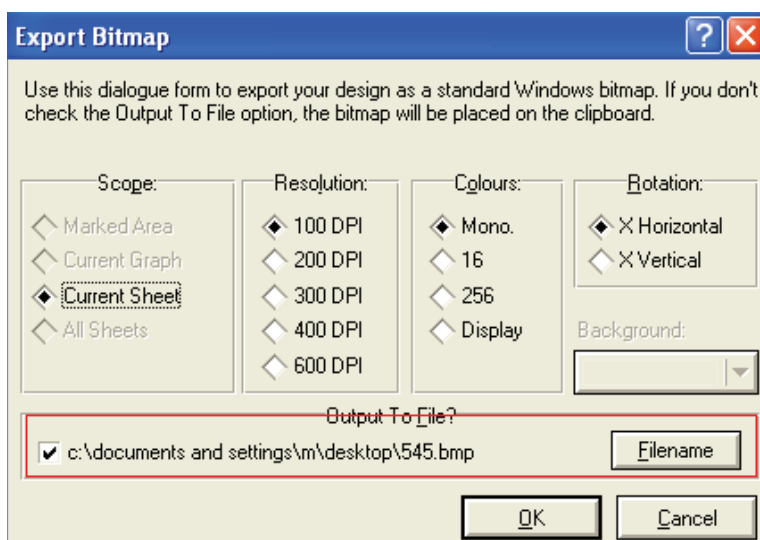 Export Bitmap
Use this dialogue form to export your design as a standard Windows bitmap. If you don't
check the Output To File option, the bitmap will be placed on the clipboard.
Scope: Resolution: Colours: Rotation:
Marked Area 100 DPI Mono. X Horizontal
Current Graph 200 DPI 16 X Vertical
Current Sheet 300 DPI 256
All Sheets 400 DPI Display Background:
600 DPI
Output To File?
c:\documents and settings\m\desktop\545.bmp Filename
OK Cancel